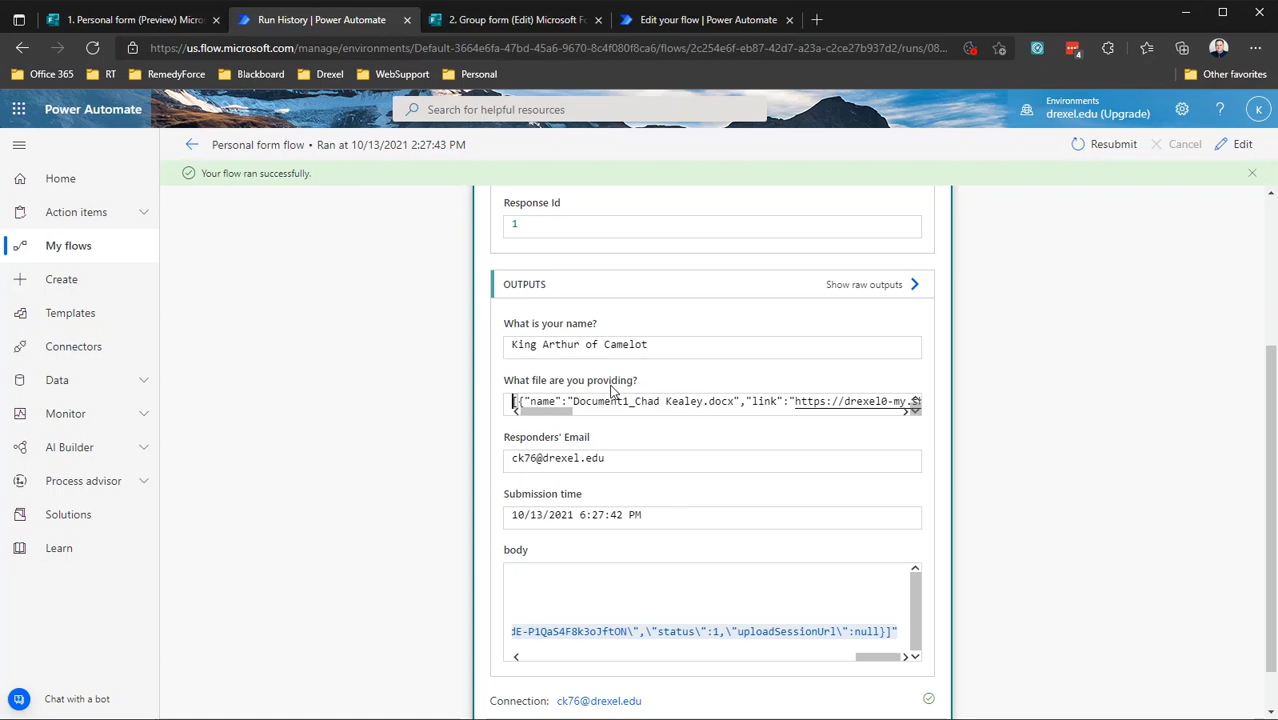 1. Personal form (Preview) Micros
Run History | Power Automate
2. Group form (Edit) Microsoft Fo
Edit your flow | Power Automate
https://us.flow.microsoft.com/manage/environments/Default-3664e6fa-47bd-45a6-9670-8c4f080f8ca6/flows/2c254e6f-eb87-42d7-a23a-c2ce27b937d2/runs/08...
4
Office 365
RT
RemedyForce
Blackboard
Drexel
WebSupport
Personal
Other favorites
Power Automate
Search for helpful resources
Environments
drexel.edu (Upgrade)
K
Personal form flow • Ran at 10/13/2021 2:27:43 PM
Resubmit
Cancel
Edit
Your flow ran successfully.
Home
Action items
My flows
Create
Templates
Connectors
Data
Monitor
AI Builder
Process advisor
Solutions
Learn
Chat with a bot
Response Id
1
OUTPUTS
Show raw outputs
What is your name?
King Arthur of Camelot
What file are you providing?
[{"name":"Document1_Chad Kealey.docx","link":"https://drexel0-my.s
Responders' Email
ck76@drexel.edu
Submission time
10/13/2021 6:27:42 PM
body
dE-P1QaS4F8k3oJftON\",\"status\":1,\"uploadSessionUrl\":null}]"
Connection: ck76@drexel.edu